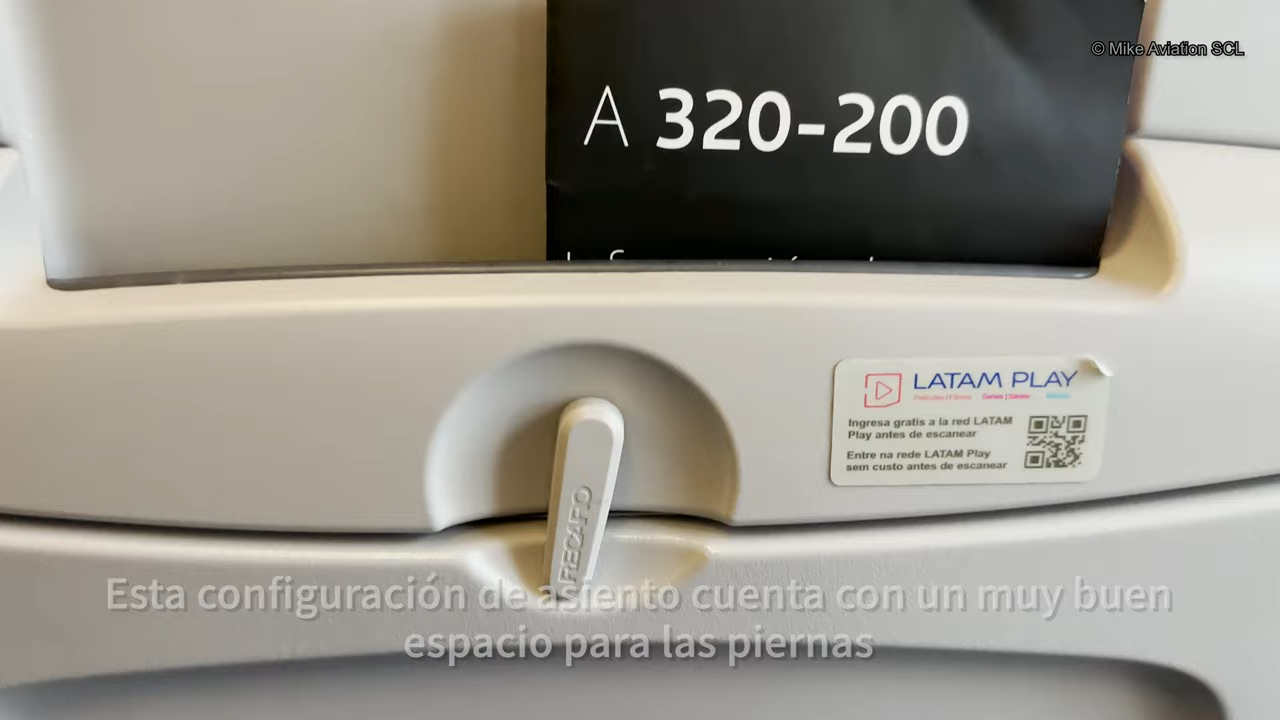 © Mike Aviation SCL
A 320-200
LATAM PLAY
Ingresa gratis a la red LATAM
Play antes de escanear
Entre na rede LATAM Play
sem custo antes de escanear
RECARO
Esta configuración de asiento cuenta con un muy buen
espacio para las piernas